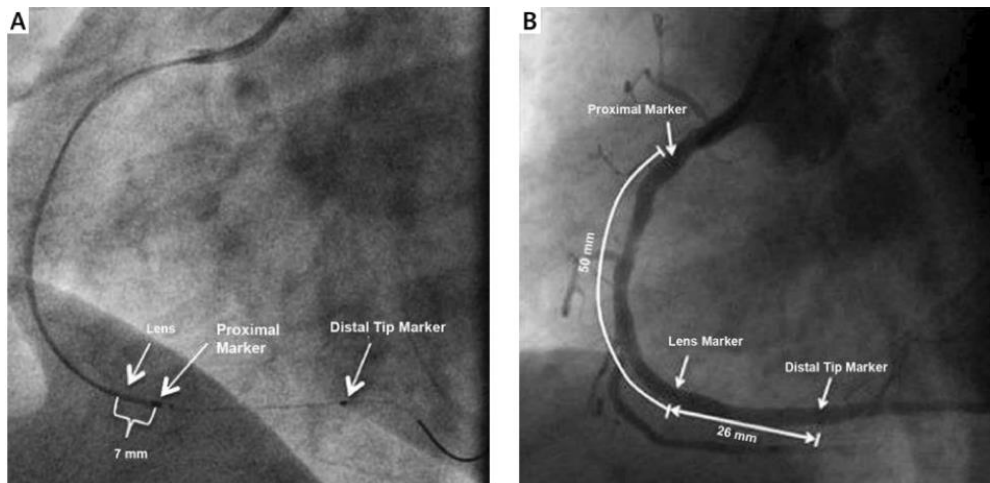 A
Lens
Proximal
Marker
Distal Tip Marker
7 mm
B
Proximal Marker
50 mm
Lens Marker
Distal Tip Marker
26 mm